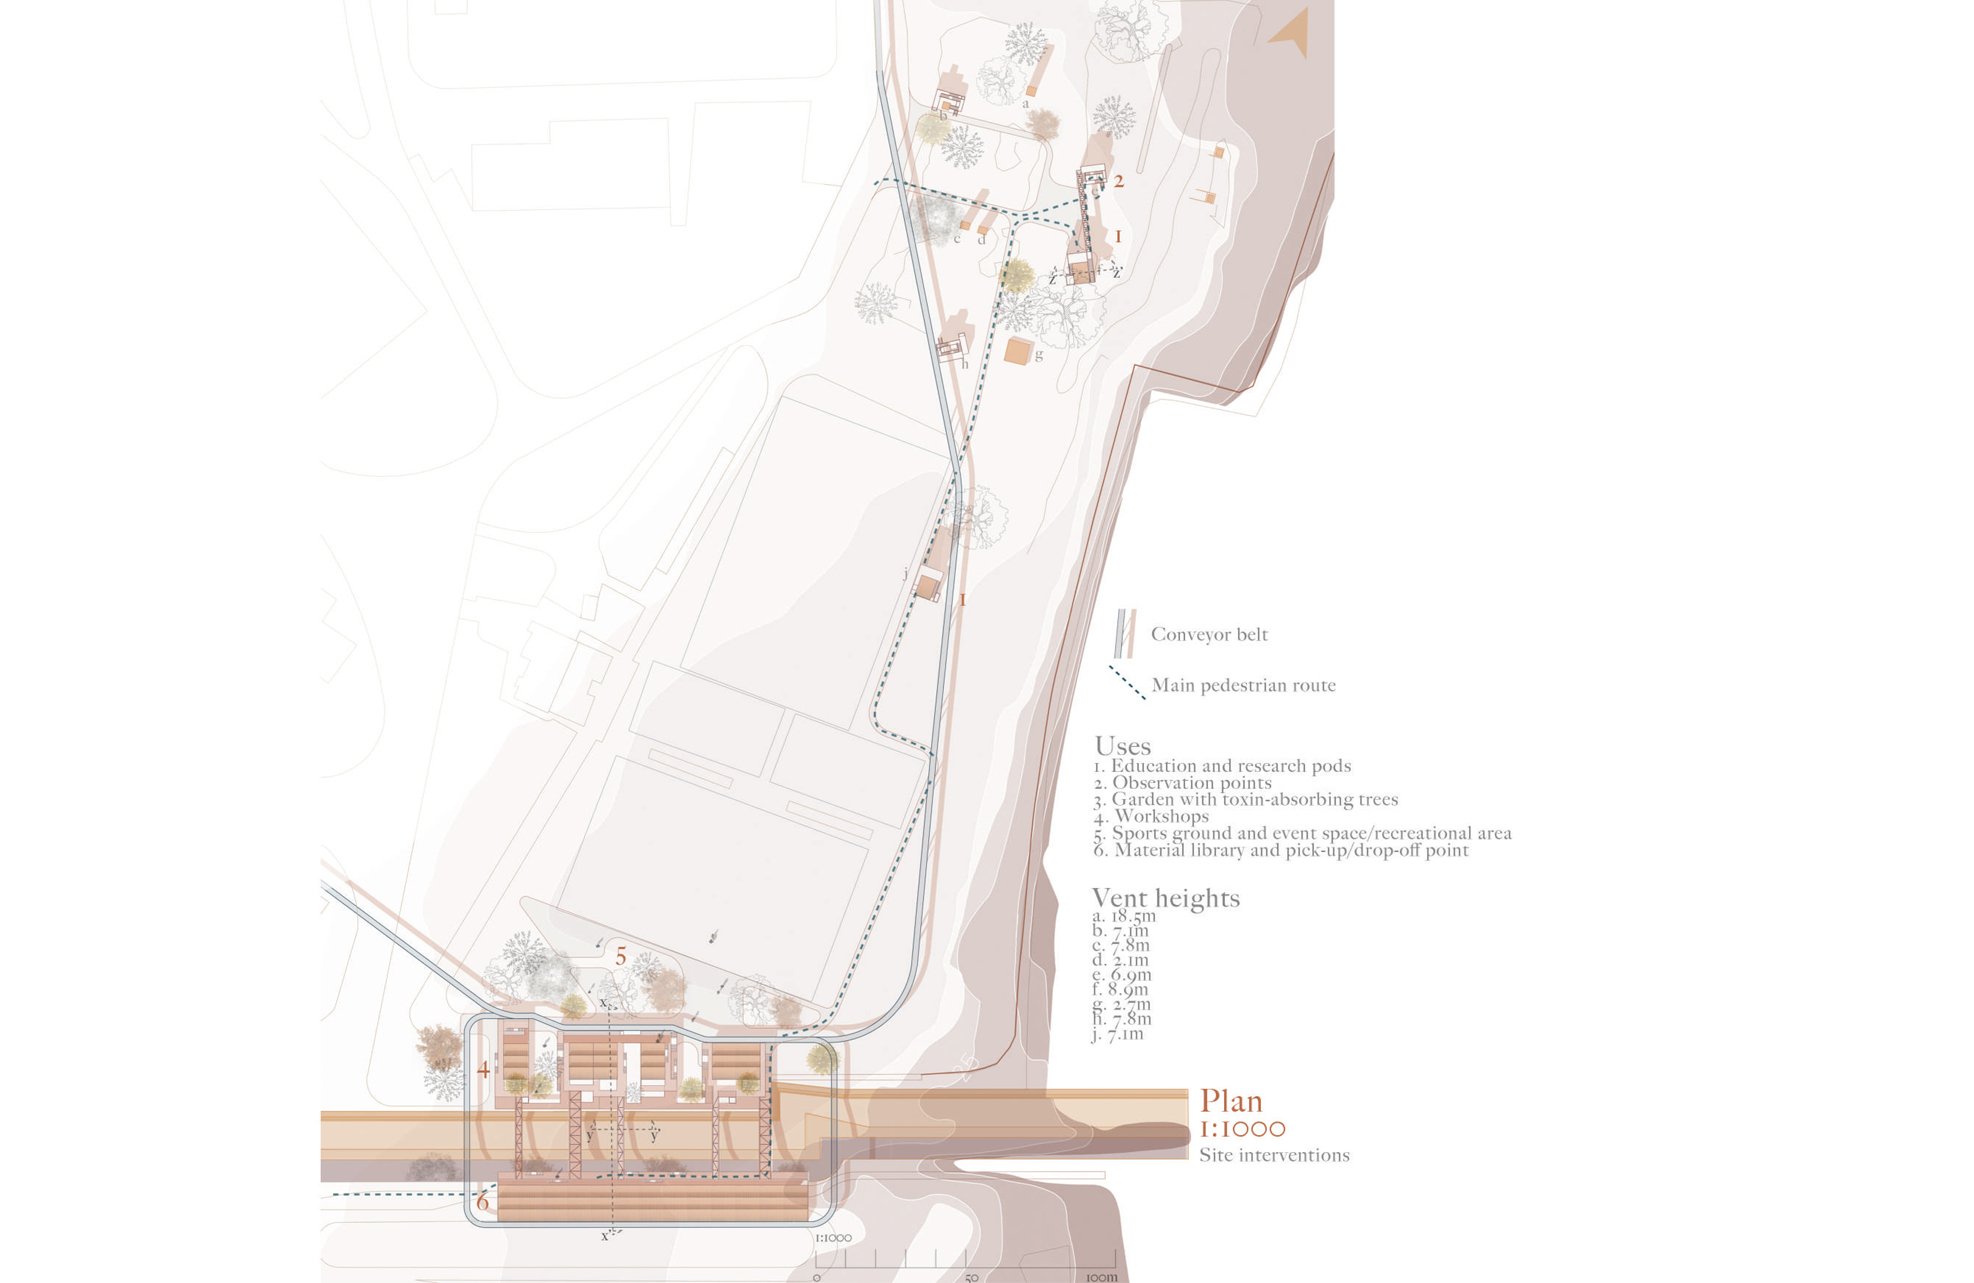 a
b
2
e
c
d
1
z
z'
h
g
j
1
Conveyor belt
Main pedestrian route
Uses
1. Education and research pods
2. Observation points
3. Garden with toxin-absorbing trees
4. Workshops
5. Sports ground and event space/recreational area
6. Material library and pick-up/drop-off point
Vent heights
a. 18.5m
b. 7.1m
c. 7.8m
d. 2.1m
e. 6.9m
f. 8.9m
g. 2.7m
h. 7.8m
j. 7.1m
5
x
4
y
y'
6
x'
Plan
1:1000
Site interventions
1:1000
0
50
100m